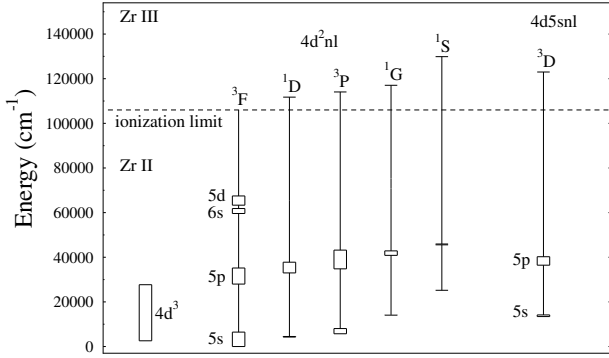 Zr III
4d²nl
4d5snl
¹S
³D
140000
120000
100000
80000
60000
40000
20000
0
Energy (cm⁻¹)
³F
¹D
³P
¹G
ionization limit
Zr II
5d
6s
5p
5p
4d³
5s
5s